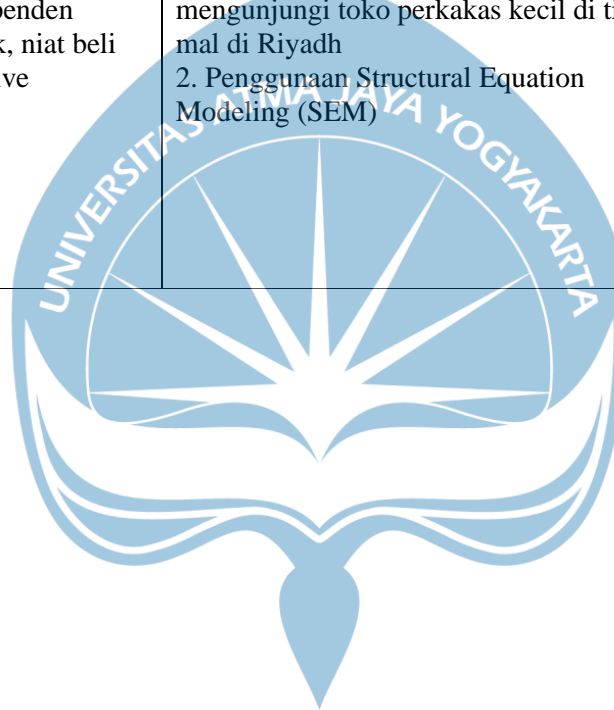 penden
k, niat beli
ive
mengunjungi toko perkakas kecil di ti
mal di Riyadh
2. Penggunaan Structural Equation
Modeling (SEM)
UNIVERSITAS ATMA JAYA YOGYAKARTA